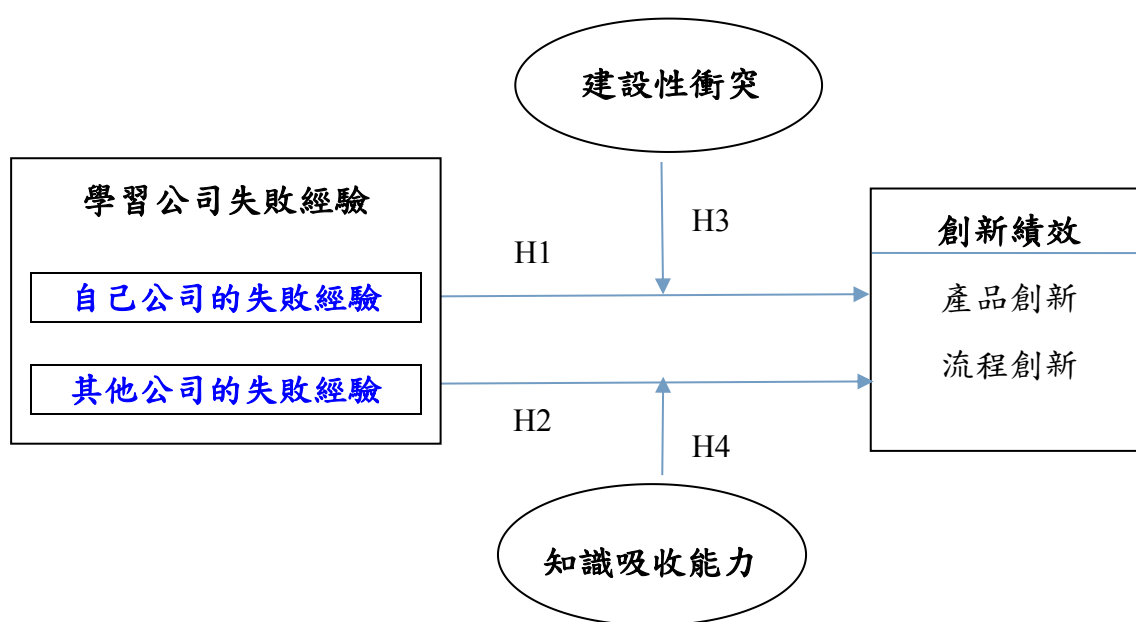 建設性衝突
學習公司失敗經驗
H3
創新績效
H1
自己公司的失敗經驗
產品創新
流程創新
其他公司的失敗經驗
H2
H4
知識吸收能力